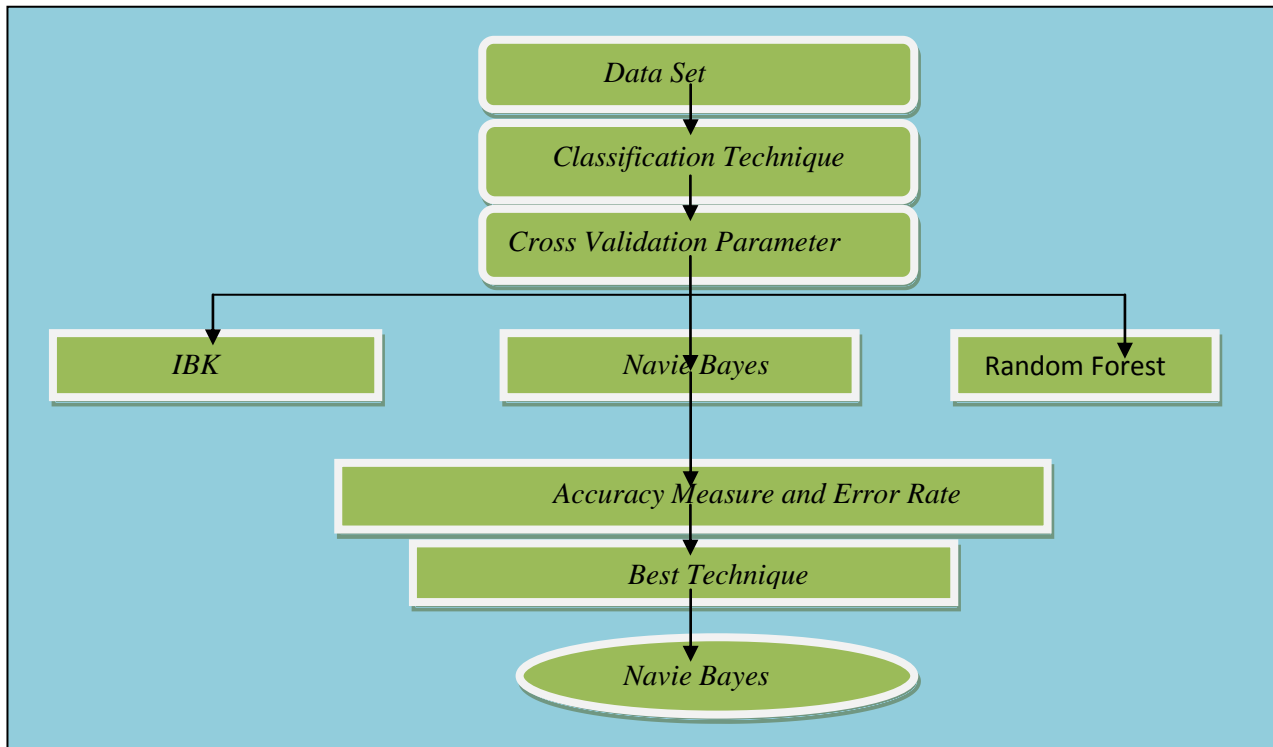 Data Set
Classification Technique
Cross Validation Parameter
IBK
Navie Bayes
Random Forest
Accuracy Measure and Error Rate
Best Technique
Navie Bayes